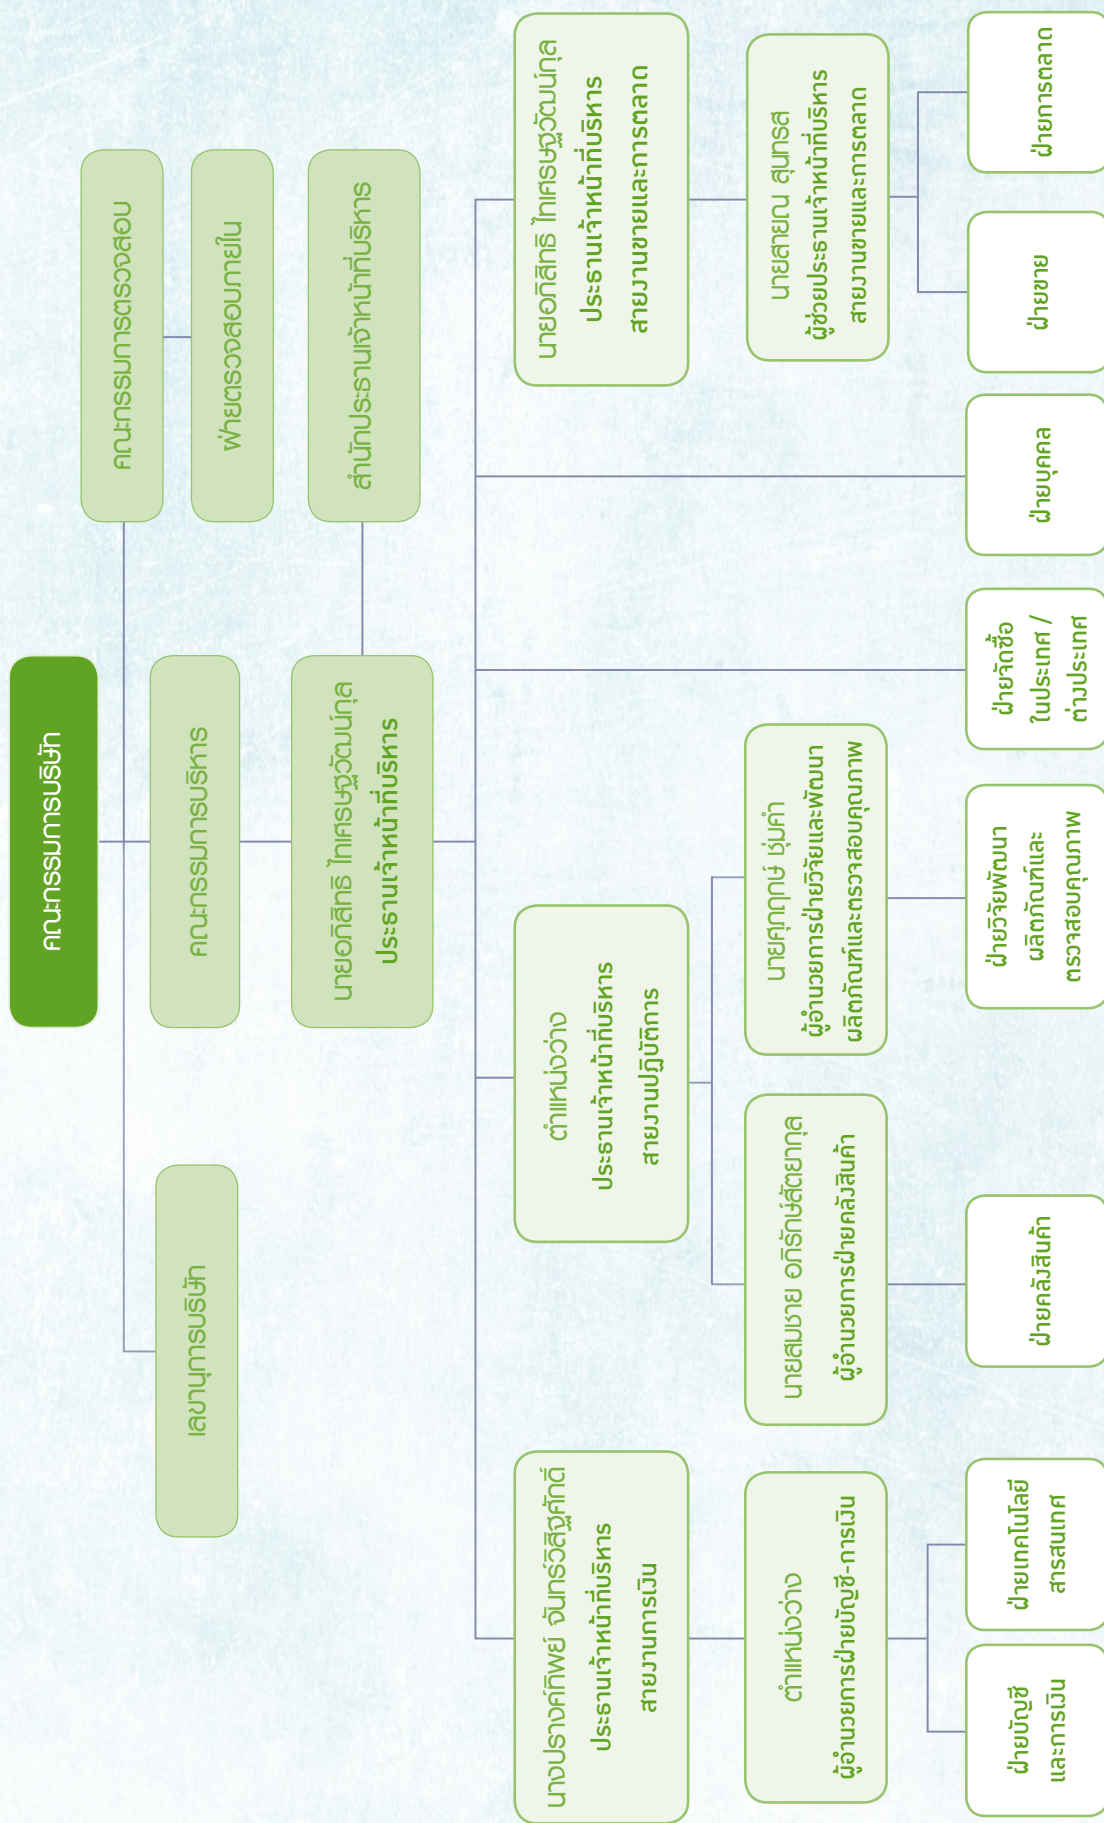 คณะกรรมการบริษัท
เลขานุการบริษัท
คณะกรรมการบริหาร
คณะกรรมการตรวจสอบ
ฝ่ายตรวจสอบภายใน
นายอภิสิทธิ ไทเศรษฐวัฒน์กุล
ประธานเจ้าหน้าที่บริหาร
สำนักประธานเจ้าหน้าที่บริหาร
นางปรางค์ทิพย์ จันทร์วิสิฐศักดิ์
ประธานเจ้าหน้าที่บริหาร
สายงานการเงิน
ตำแหน่งว่าง
ประธานเจ้าหน้าที่บริหาร
สายงานปฏิบัติการ
นายอภิสิทธิ ไทเศรษฐวัฒน์กุล
ประธานเจ้าหน้าที่บริหาร
สายงานขายและการตลาด
ตำแหน่งว่าง
ผู้อำนวยการฝ่ายบัญชี-การเงิน
นายสมชาย อภิรักษ์สัตยากุล
ผู้อำนวยการฝ่ายคลังสินค้า
นายศุภฤกษ์ ชุ่มคำ
ผู้อำนวยการฝ่ายวิจัยและพัฒนา
ผลิตภัณฑ์และตรวจสอบคุณภาพ
นายสายณ สุนทรส
ผู้ช่วยประธานเจ้าหน้าที่บริหาร
สายงานขายและการตลาด
ฝ่ายบัญชี
และการเงิน
ฝ่ายเทคโนโลยี
สารสนเทศ
ฝ่ายคลังสินค้า
ฝ่ายวิจัยพัฒนา
ผลิตภัณฑ์และ
ตรวจสอบคุณภาพ
ฝ่ายจัดซื้อ
ในประเทศ /
ต่างประเทศ
ฝ่ายบุคคล
ฝ่ายขาย
ฝ่ายการตลาด